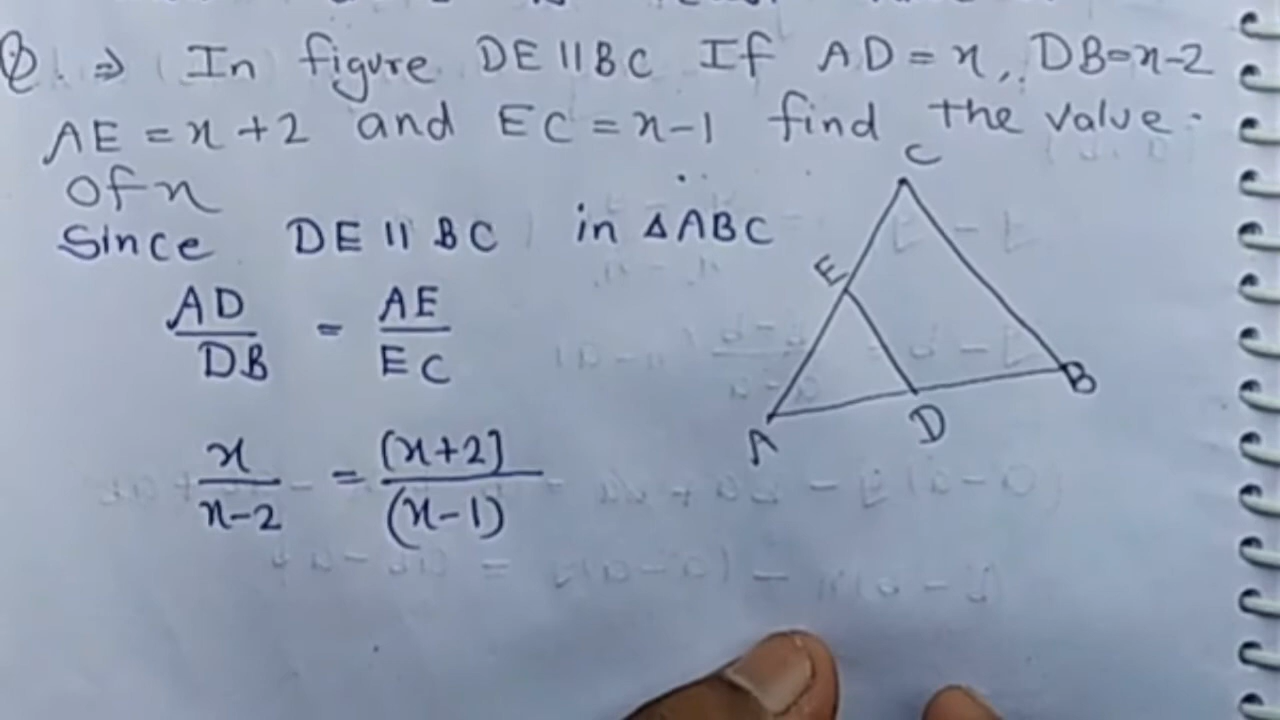 Q. ⇒ In figure DE || BC If AD = x, DB = x-2
AE = x+2 and EC = x-1 find the value
of x
Since DE || BC in △ABC
AD/DB = AE/EC
x/x-2 = (x+2)/(x-1)
C
E
B
D
A